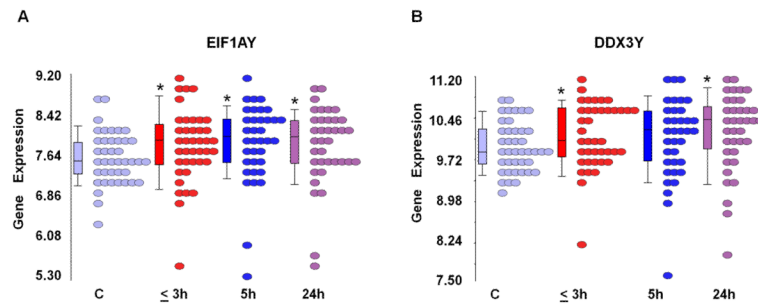 A
EIF1AY
Gene Expression
9.20
8.42
7.64
6.86
6.08
5.30
*
*
*
C
≤ 3h
5h
24h
B
DDX3Y
Gene Expression
11.20
10.46
9.72
8.98
8.24
7.50
*
*
C
≤ 3h
5h
24h